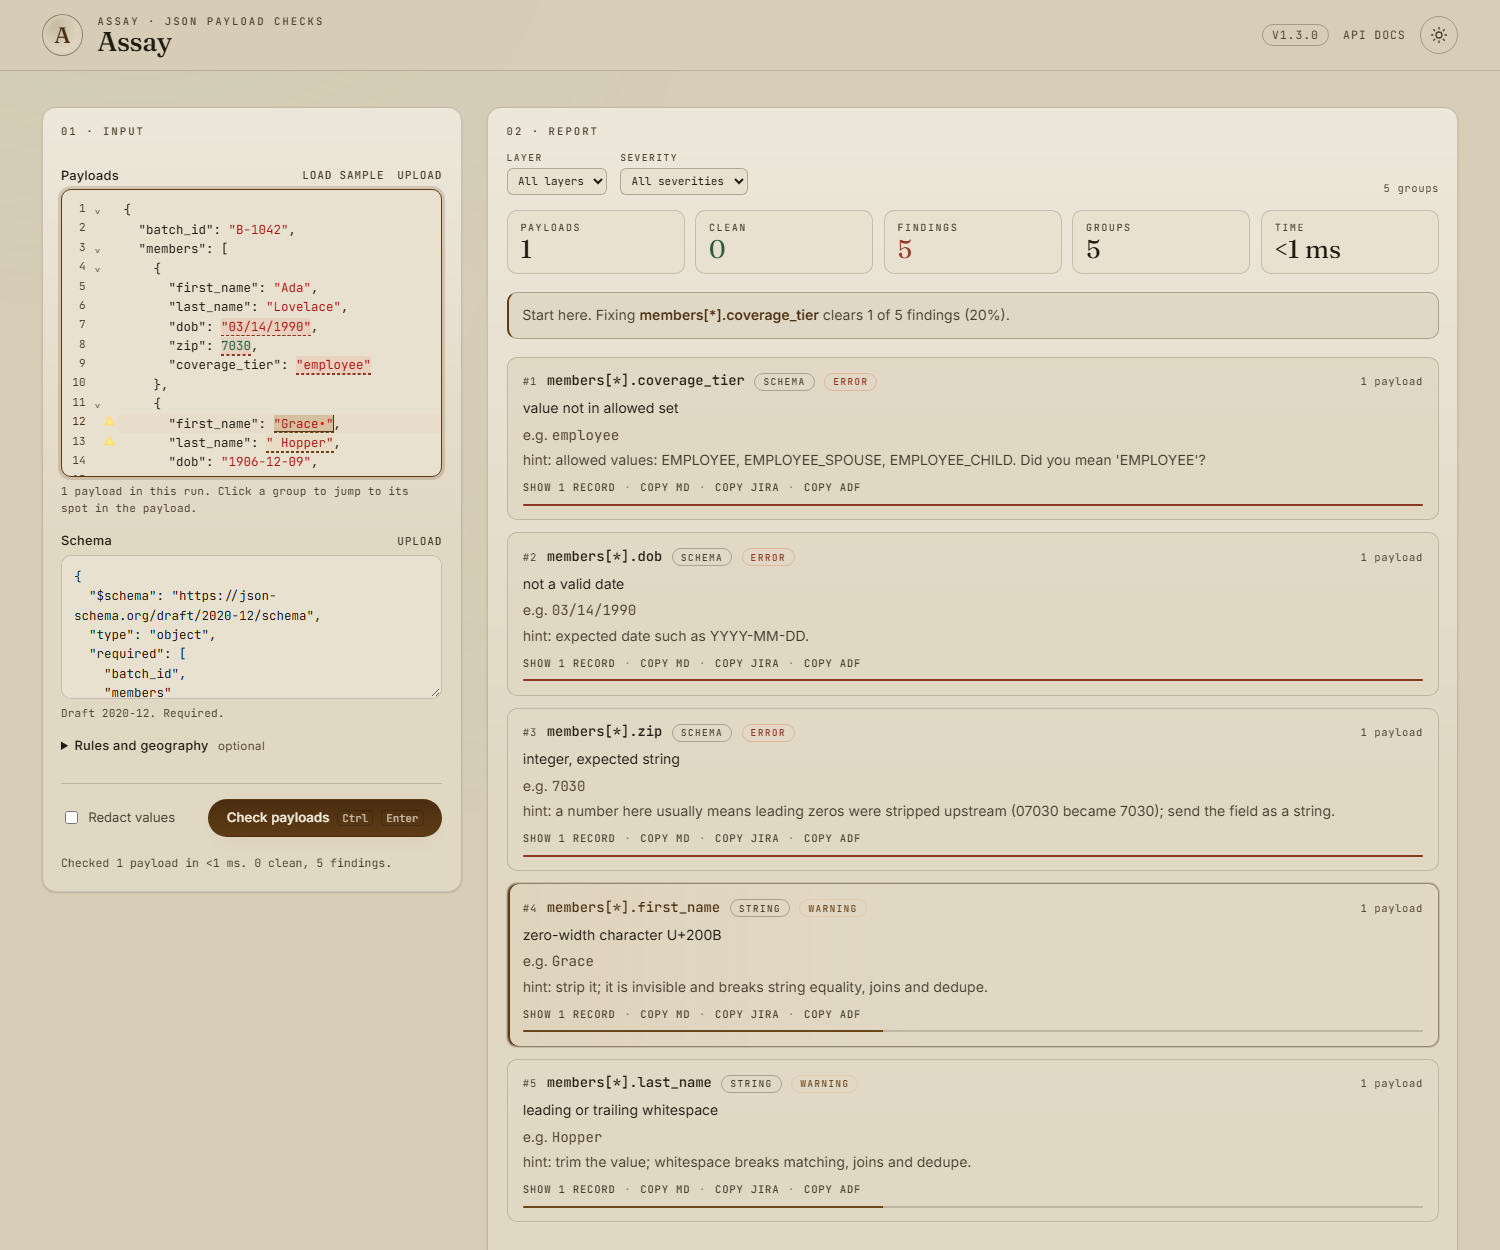 A
ASSAY · JSON PAYLOAD CHECKS
Assay
V1.3.0
API DOCS
01 · INPUT
Payloads
LOAD SAMPLE
UPLOAD
1 {
2 "batch_id": "B-1042",
3 "members": [
4 {
5 "first_name": "Ada",
6 "last_name": "Lovelace",
7 "dob": "03/14/1990",
8 "zip": 7030,
9 "coverage_tier": "employee"
10 },
11 {
12 "first_name": "Grace•",
13 "last_name": " Hopper",
14 "dob": "1906-12-09",
1 payload in this run. Click a group to jump to its
spot in the payload.
Schema
UPLOAD
{
"$schema": "https://json-
schema.org/draft/2020-12/schema",
"type": "object",
"required": [
"batch_id",
"members"
Draft 2020-12. Required.
Rules and geography optional
Redact values
Check payloads Ctrl Enter
Checked 1 payload in <1 ms. 0 clean, 5 findings.
02 · REPORT
LAYER
All layers
SEVERITY
All severities
5 groups
PAYLOADS
1
CLEAN
0
FINDINGS
5
GROUPS
5
TIME
<1 ms
Start here. Fixing members[*].coverage_tier clears 1 of 5 findings (20%).
#1 members[*].coverage_tier SCHEMA ERROR 1 payload
value not in allowed set
e.g. employee
hint: allowed values: EMPLOYEE, EMPLOYEE_SPOUSE, EMPLOYEE_CHILD. Did you mean 'EMPLOYEE'?
SHOW 1 RECORD · COPY MD · COPY JIRA · COPY ADF
#2 members[*].dob SCHEMA ERROR 1 payload
not a valid date
e.g. 03/14/1990
hint: expected date such as YYYY-MM-DD.
SHOW 1 RECORD · COPY MD · COPY JIRA · COPY ADF
#3 members[*].zip SCHEMA ERROR 1 payload
integer, expected string
e.g. 7030
hint: a number here usually means leading zeros were stripped upstream (07030 became 7030); send the field as a string.
SHOW 1 RECORD · COPY MD · COPY JIRA · COPY ADF
#4 members[*].first_name STRING WARNING 1 payload
zero-width character U+200B
e.g. Grace
hint: strip it; it is invisible and breaks string equality, joins and dedupe.
SHOW 1 RECORD · COPY MD · COPY JIRA · COPY ADF
#5 members[*].last_name STRING WARNING 1 payload
leading or trailing whitespace
e.g. Hopper
hint: trim the value; whitespace breaks matching, joins and dedupe.
SHOW 1 RECORD · COPY MD · COPY JIRA · COPY ADF